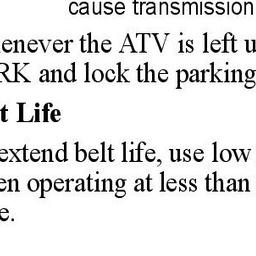 cause transmission
enever the ATV is left u
RK and lock the parking
t Life
extend belt life, use low
en operating at less than
e.